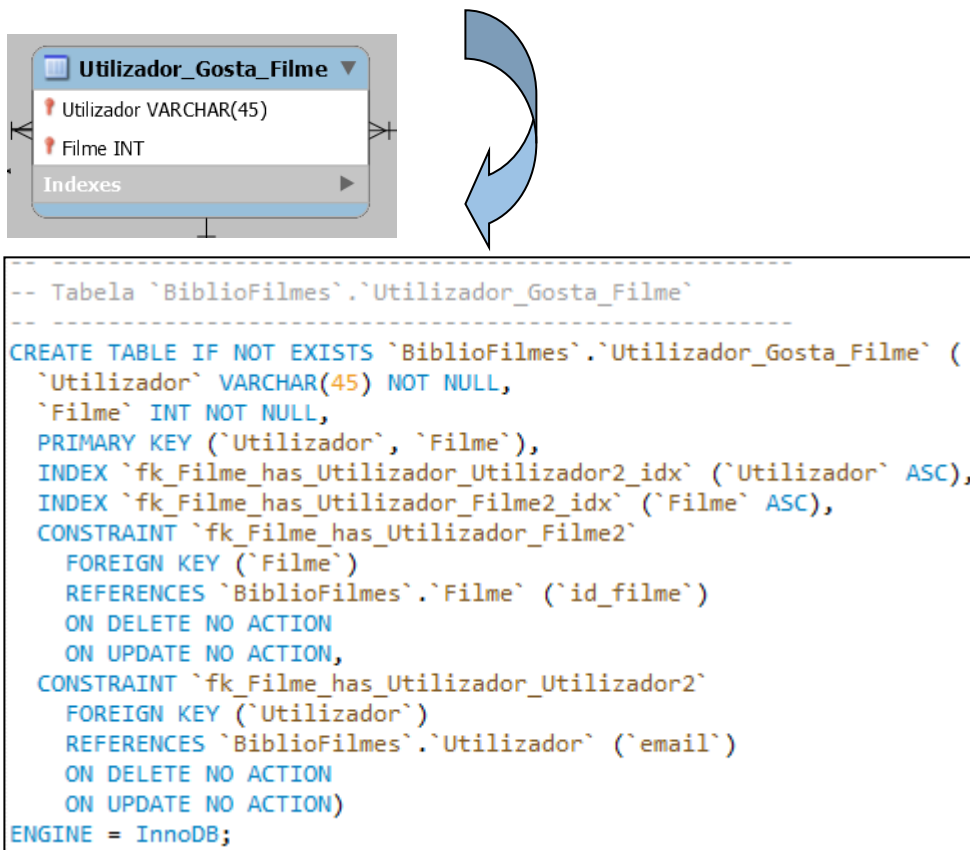 Utilizador_Gosta_Filme
Utilizador VARCHAR(45)
Filme INT
Indexes
-- -----------------------------------------------------
-- Tabela `BiblioFilmes`.`Utilizador_Gosta_Filme`
-- -----------------------------------------------------
CREATE TABLE IF NOT EXISTS `BiblioFilmes`.`Utilizador_Gosta_Filme` (
  `Utilizador` VARCHAR(45) NOT NULL,
  `Filme` INT NOT NULL,
  PRIMARY KEY (`Utilizador`, `Filme`),
  INDEX `fk_Filme_has_Utilizador_Utilizador2_idx` (`Utilizador` ASC),
  INDEX `fk_Filme_has_Utilizador_Filme2_idx` (`Filme` ASC),
  CONSTRAINT `fk_Filme_has_Utilizador_Filme2`
    FOREIGN KEY (`Filme`)
    REFERENCES `BiblioFilmes`.`Filme` (`id_filme`)
    ON DELETE NO ACTION
    ON UPDATE NO ACTION,
  CONSTRAINT `fk_Filme_has_Utilizador_Utilizador2`
    FOREIGN KEY (`Utilizador`)
    REFERENCES `BiblioFilmes`.`Utilizador` (`email`)
    ON DELETE NO ACTION
    ON UPDATE NO ACTION)
ENGINE = InnoDB;